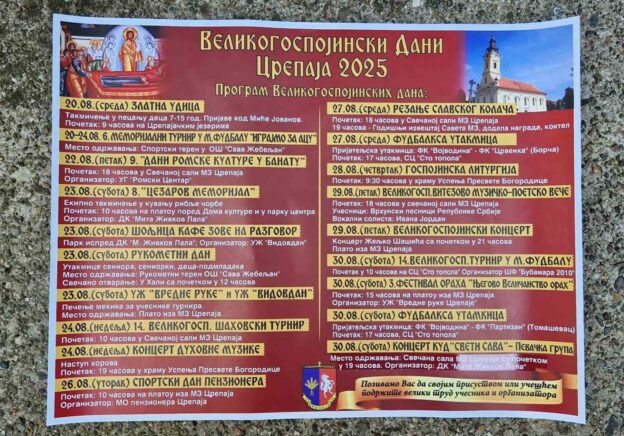 Великогоспојински Дани
Црепаја 2025
Програм Великогоспојинских дана:
20.08.(среда) ЗЛАТНА УДИЦА
Такмичење у пецању деца 7-15 год. Пријаве код Миће Јованов.
Почетак: 9 часова на Црепајачким језерима
20-24.08. 6. МЕМОРИЈАЛНИ ТУРНИР У М.ФУДБАЛУ "ИГРАЈМО ЗА АЦУ"
Место одржавања: Спортски терен у ОШ "Сава Жебељан"
22.08.(петак) 9. "ДАНИ РОМСКЕ КУЛТУРЕ У БАНАТУ"
Почетак: 18 часова у Свечаној сали МЗ Црепаја
Организатор: УГ "Ромски Центар"
23.08.(субота) 8. "ЦЕЗАРОВ МЕМОРИЈАЛ"
Екипно такмичење у кувању рибље чорбе
Почетак: 10 часова на платоу поред Дома културе и у парку центра
Организатор: ДК "Мита Живков Лала"
23.08.(субота) ШОЉИЦА КАФЕ ЗОВЕ НА РАЗГОВОР
Парк испред ДК "М. Живков Лала"; Организатор: УЖ "Видовдан"
23.08.(субота) РУКОМЕТНИ ДАН
Утакмице сениора, сениорки, деца-подмладака
Место одржавања: Рукометни терен ОШ "Сава Жебељан"
Свечано отварање: У хали са почетком у 12 часова
23.08.(субота) УЖ "ВРЕДНЕ РУКЕ" И УЖ "ВИДОВДАН"
Печење мекика за учеснике турнира.
Место одржавања: Плато иза МЗ Црепаја
24.08.(недеља) 14. ВЕЛИКОГОСП. ШАХОВСКИ ТУРНИР
Почетак: 10 часова у Свечаној сали МЗ Црепаја
24.08.(недеља) КОНЦЕРТ ДУХОВНЕ МУЗИКЕ
Наступ хорова
Почетак: 19 часова у храму Успења Пресвете Богородице
26.08.(уторак) СПОРТСКИ ДАН ПЕНЗИОНЕРА
Почетак: 10 часова на платоу иза МЗ Црепаја
Организатор: МО пензионера Црепаја
27.08.(среда) РЕЗАЊЕ СЛАВСКОГ КОЛАЧА
Почетак: 18 часова у Свечаној сали МЗ Црепаја
19 часова - Годишњи извештај Савета МЗ, додела награда, коктел
27.08.(среда) ФУДБАЛСКА УТАКМИЦА
Пријатељска утакмица: ФК "Војводина - ФК "Црвенка" (Борча)
Почетак: 17 часова, СЦ "Сто топола"
28.08.(четвртак) ГОСПОЈИНСКА ЛИТУРГИЈА
Почетак: 9:30 часова у храму Успења Пресвете Богородице
29.08.(петак) ВЕЛИКОГОСП.ВИТЕЗОВО МУЗИЧКО-ПОЕТСКО ВЕЧЕ
Почетак: 18 часова у свечаној сали МЗ Црепаја
Учесници: Врхунски песници Републике Србије
Вокални солиста: Ивана Јордан
29.08.(петак) ВЕЛИКОГОСПОЈИНСКИ КОНЦЕРТ
Концерт Жељко Шашића са почетком у 21 часова
Плато иза МЗ Црепаја
30.08.(субота) 14.ВЕЛИКОГОСП.ТУРНИР У М.ФУДБАЛУ
Почетак у 10 часова на СЦ "Сто топола" Организатор ШФ "Бубамара 2010"
30.08.(субота) 3.ФЕСТИВАЛ ОРАХА "ЊЕГОВО ВЕЛИЧАНСТВО ОРАХ"
Почетак: 15 часова на платоу иза МЗ Црепаја
Организатор: УЖ "Вредне руке Црепаја"
30.08.(субота) ФУДБАЛСКА УТАКМИЦА
Пријатељска утакмица: ФК "Војводина" - ФК "Партизан" (Томашевац)
Почетак: 17 часова, СЦ "Сто топола"
30.08.(субота) КОНЦЕРТ КУД "СВЕТИ САВА"- ПЕВАЧКА ГРУПА
Место одржавања: Свечана сала МЗ Црепаја са почетком
у 19 часова. Организатор: ДК "Мита Живков Лала"
Позивамо Вас да својим присуством или учешћем
подржите велики труд учесника и организатора